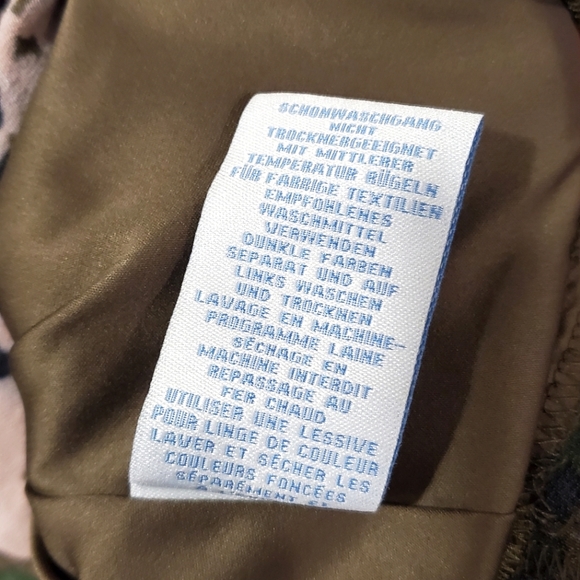 SCHONWASCHGANG
NICHT
TROCKNERGEEIGNET
MIT MITTLERER
TEMPERATUR BÜGELN
FÜR FARBIGE TEXTILIEN
EMPFOHLENES
WASCHMITTEL
VERWENDEN
DUNKLE FARBEN
SEPARAT UND AUF
LINKS WASCHEN
UND TROCKNEN
LAVAGE EN MACHINE-
PROGRAMME LAINE
SÉCHAGE EN
MACHINE INTERDIT
REPASSAGE AU
FER CHAUD
UTILISER UNE LESSIVE
POUR LINGE DE COULEUR
LAVER ET SÉCHER LES
COULEURS FONCÉES
SÉPARÉMENT ET